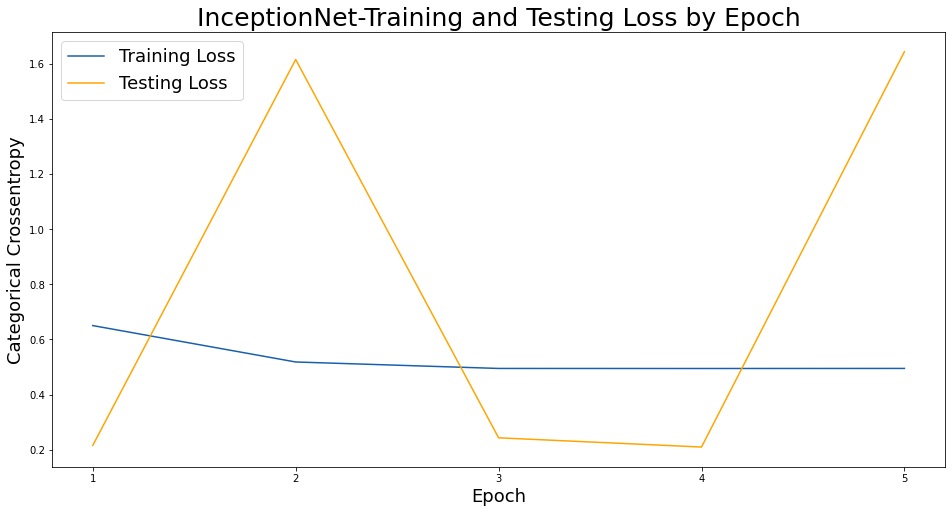 InceptionNet-Training and Testing Loss by Epoch
Training Loss
Testing Loss
Categorical Crossentropy
1.6
1.4
1.2
1.0
0.8
0.6
0.4
0.2
1 2 3 4 5
Epoch